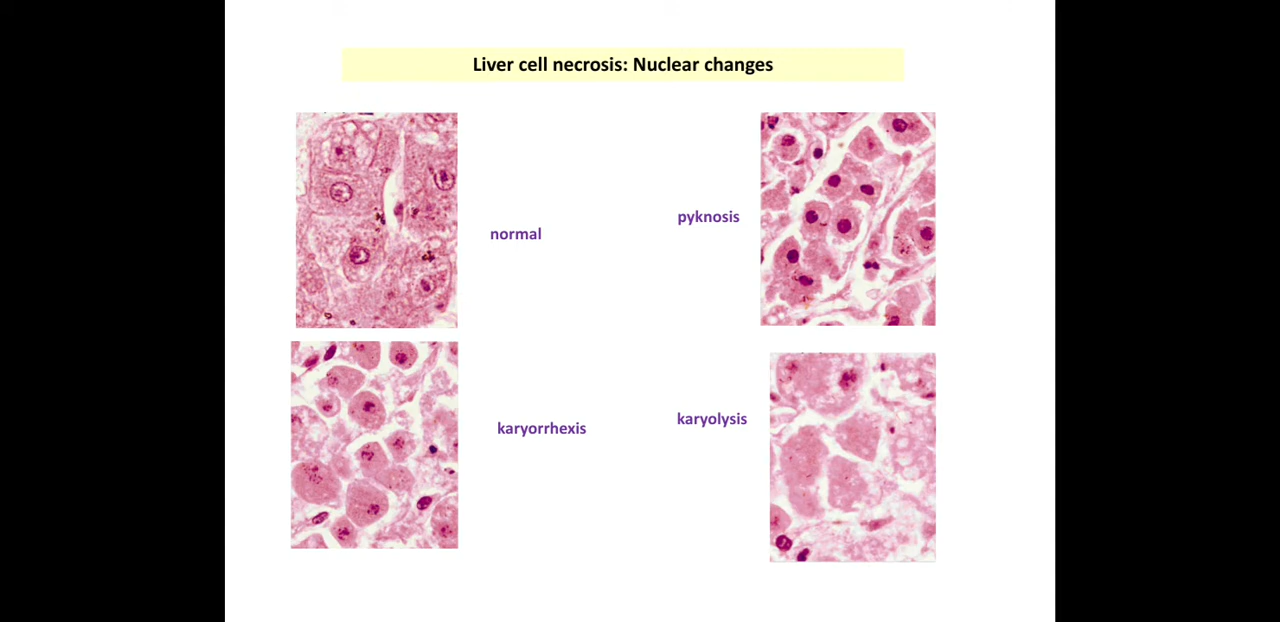 Liver cell necrosis: Nuclear changes
normal
pyknosis
karyorrhexis
karyolysis